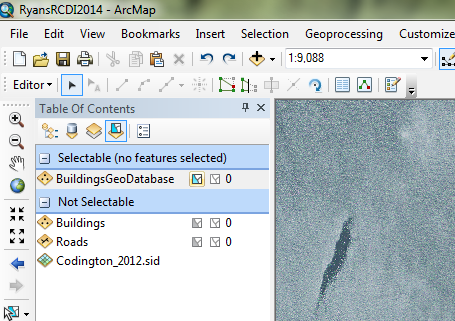 RyansRCDI2014 - ArcMap
File Edit View Bookmarks Insert Selection Geoprocessing Customize
1:9,088
Editor
Table Of Contents
Selectable (no features selected)
BuildingsGeoDatabase 0
Not Selectable
Buildings 0
Roads 0
Codington_2012.sid